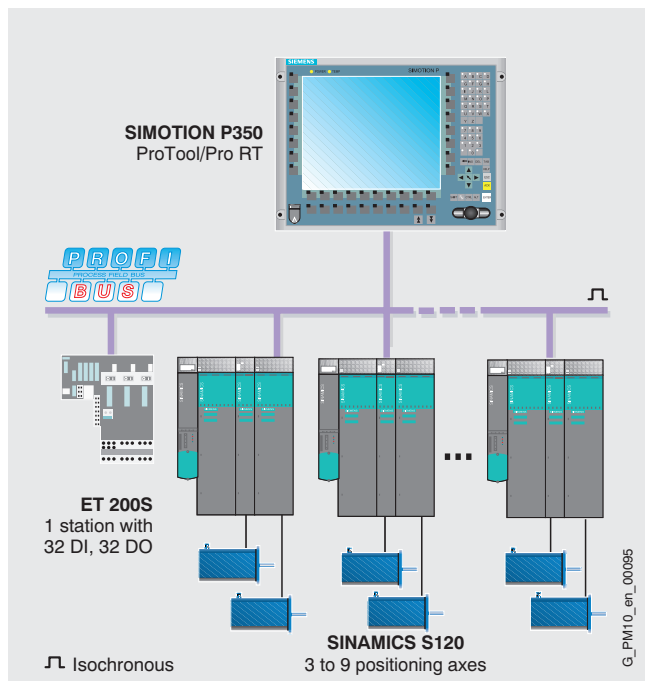 SIEMENS
SIMOTION P
SIMOTION P350
ProTool/Pro RT
PROFI
PROCESS FIELD BUS
BUS
ET 200S
1 station with
32 DI, 32 DO
SINAMICS S120
3 to 9 positioning axes
Isochronous
G_PM10_en_00095